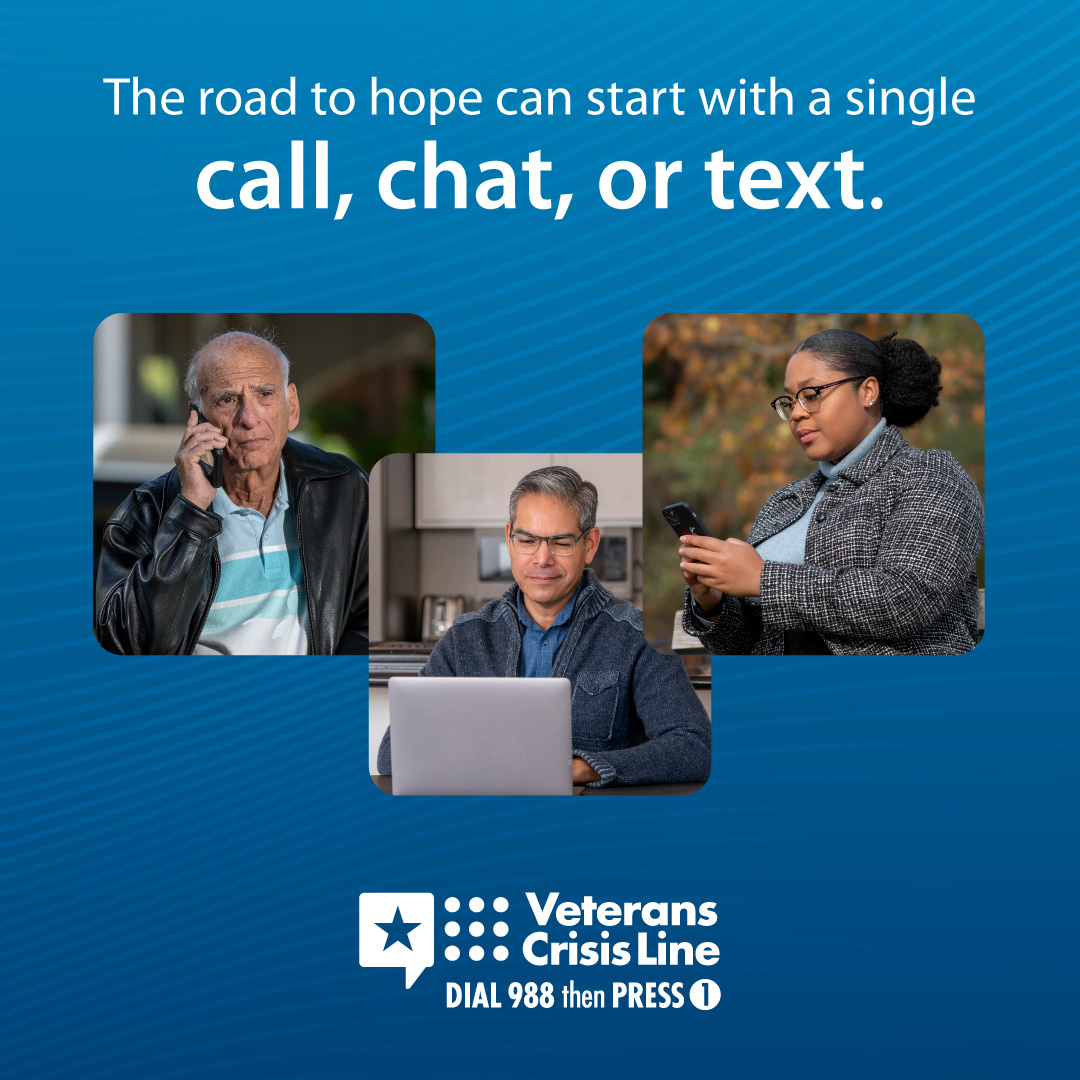 The road to hope can start with a single
call, chat, or text.
Veterans
Crisis Line
DIAL 988 then PRESS 1